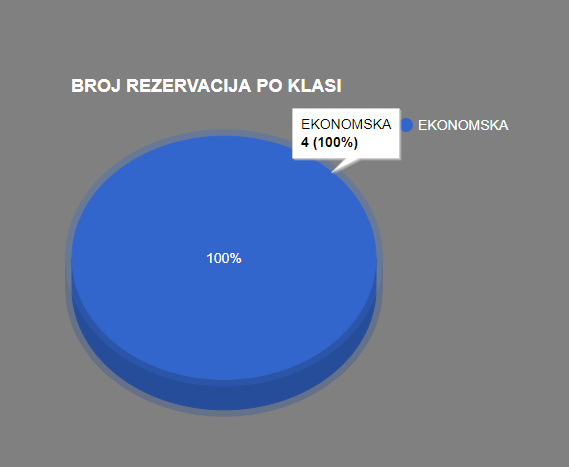 BROJ REZERVACIJA PO KLASI
EKONOMSKA
4 (100%)
EKONOMSKA
100%